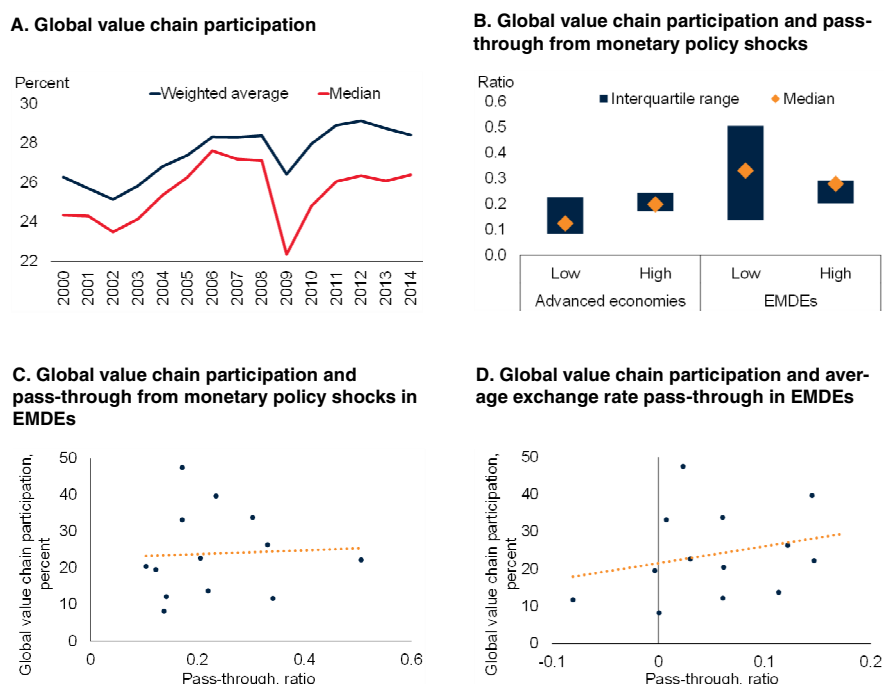 A. Global value chain participation
Percent
Weighted average
Median
30
28
26
24
22
2000
2001
2002
2003
2004
2005
2006
2007
2008
2009
2010
2011
2012
2013
2014
B. Global value chain participation and pass-
through from monetary policy shocks
Ratio
Interquartile range
Median
0.6
0.5
0.4
0.3
0.2
0.1
0.0
Low
High
Low
High
Advanced economies
EMDEs
C. Global value chain participation and
pass-through from monetary policy shocks in
EMDEs
Global value chain participation,
percent
50
40
30
20
10
0
0
0.2
0.4
0.6
Pass-through, ratio
D. Global value chain participation and aver-
age exchange rate pass-through in EMDEs
Global value chain participation,
percent
50
40
30
20
10
0
-0.1
0
0.1
0.2
Pass-through, ratio